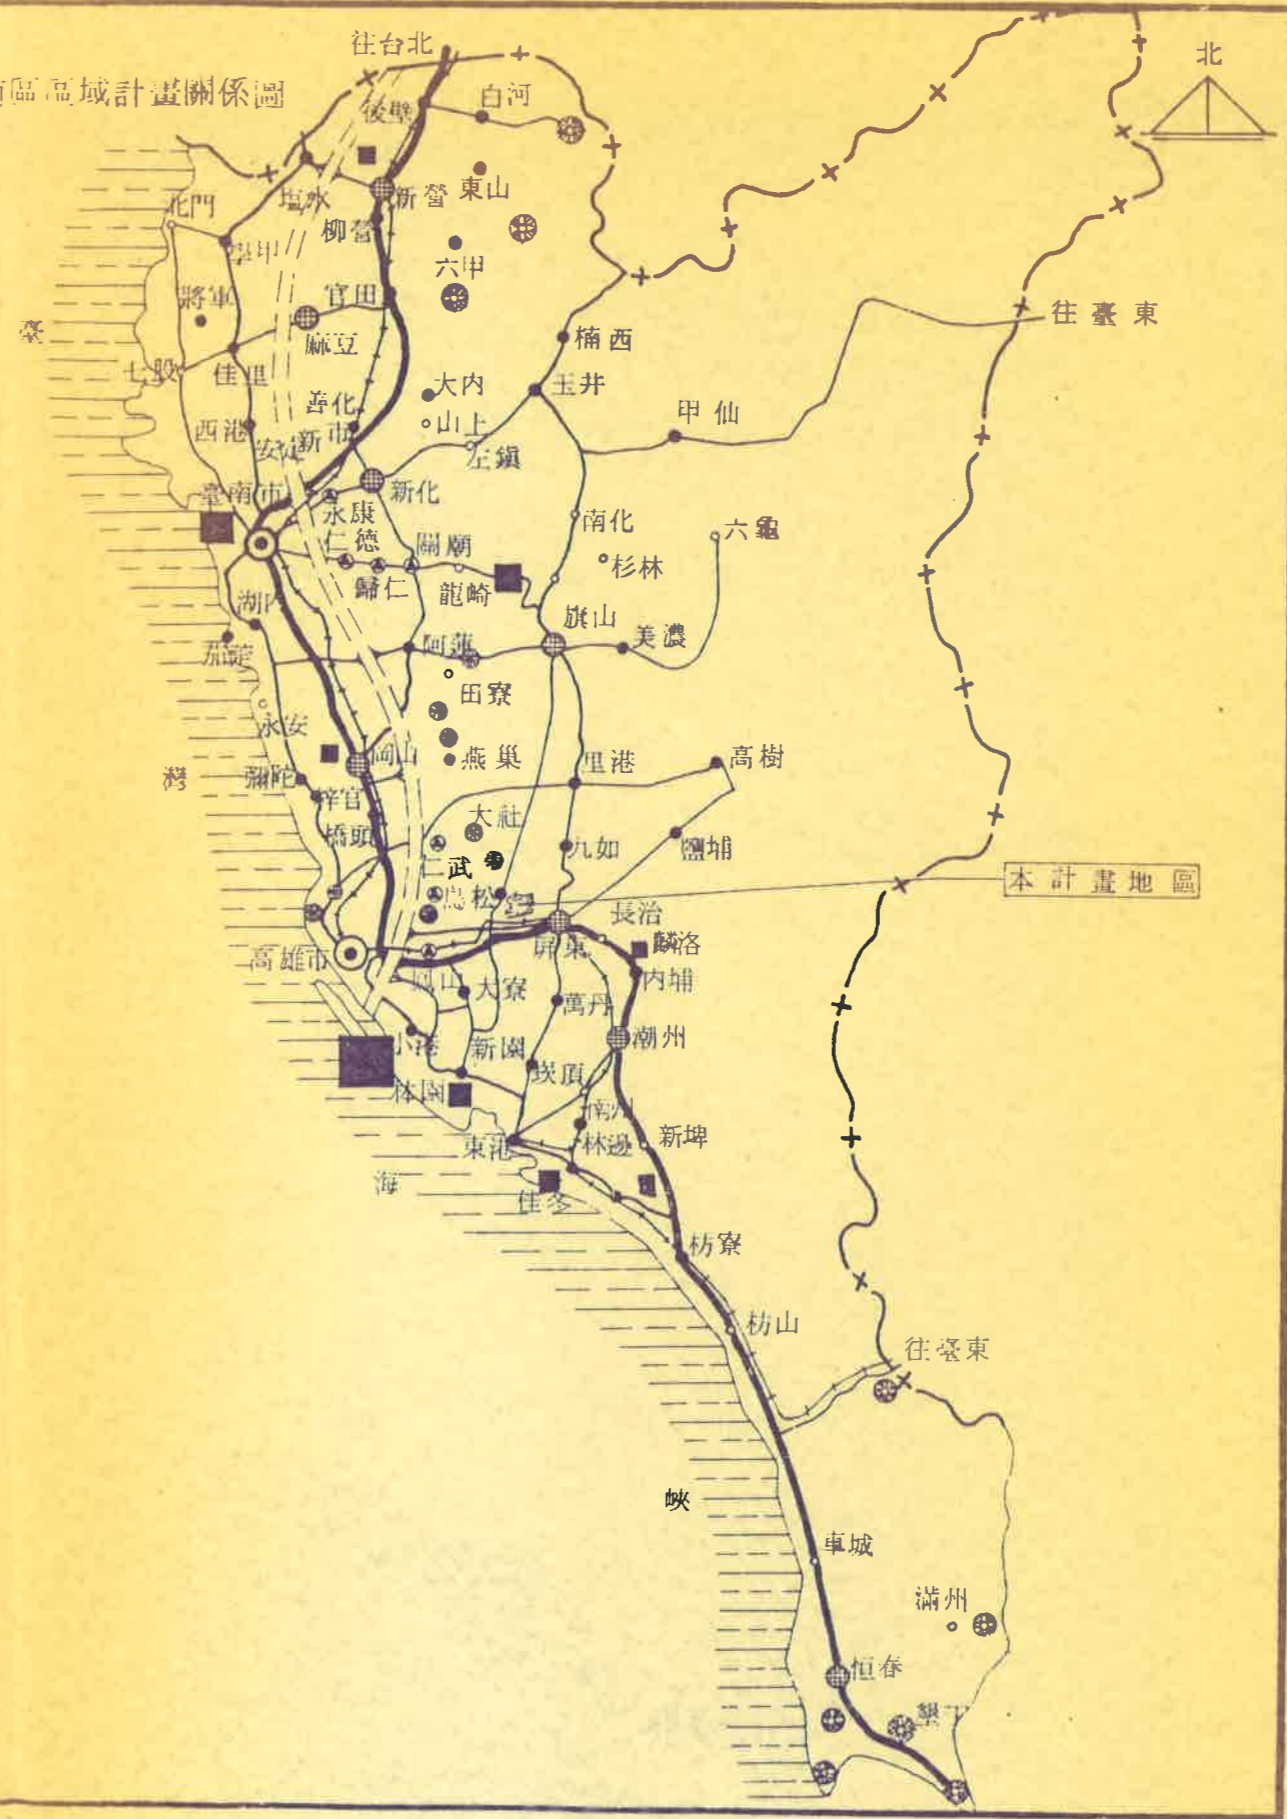 往台北
北
區區域計畫關係圖
白河
後壁
塩水
新營
東山
北門
柳營
學甲
六甲
將軍
官田
往臺東
臺
麻豆
楠西
七股
佳里
大內
玉井
善化
西港
山上
甲仙
安定
新市
左鎮
臺南市
新化
永康
南化
六龜
仁德
關廟
杉林
歸仁
龍崎
湖內
旗山
美濃
茄萣
阿蓮
田寮
永安
岡山
燕巢
里港
高樹
灣
彌陀
梓官
大社
橋頭
九如
鹽埔
仁武
本計畫地區
鳥松
長治
屏東
麟洛
高雄市
鳳山
大寮
內埔
萬丹
小港
新園
潮州
崁頂
林園
南州
東港
林邊
新埤
海
佳冬
枋寮
枋山
往臺東
峽
車城
滿州
恒春
墾丁